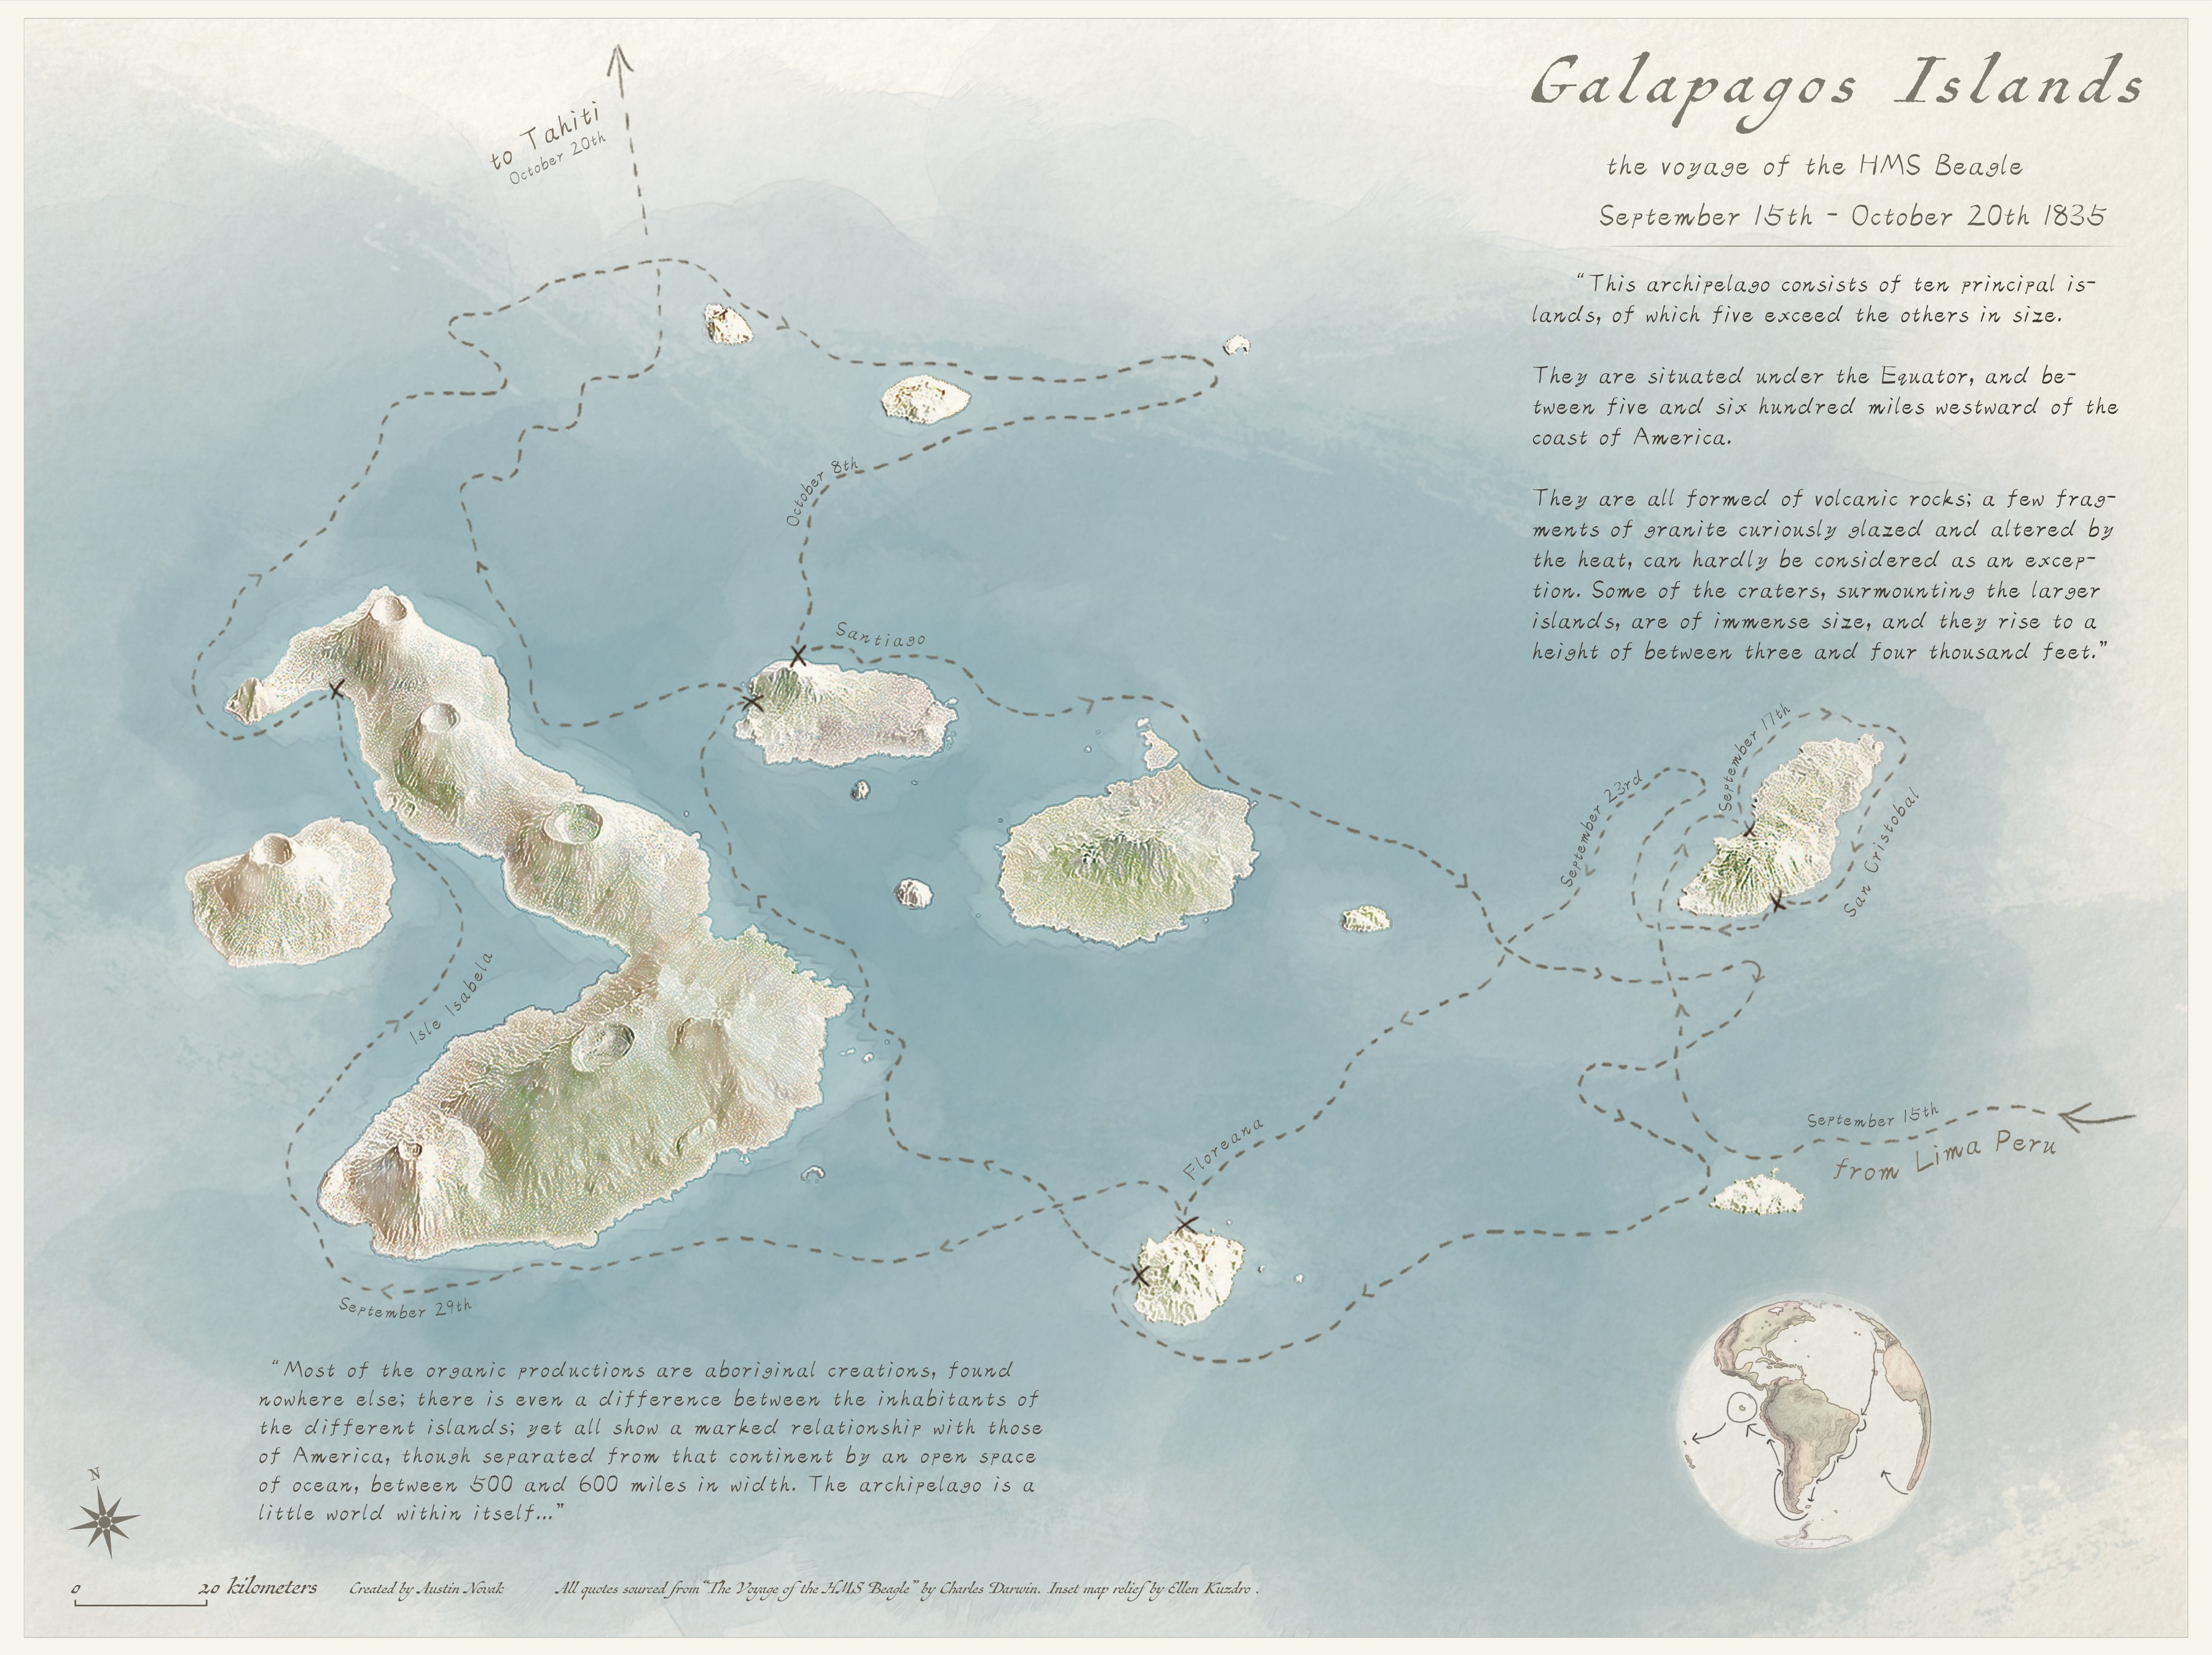 Galapagos Islands
the voyage of the HMS Beagle
September 15th - October 20th 1835
"This archipelago consists of ten principal is-
lands, of which five exceed the others in size.
They are situated under the Equator, and be-
tween five and six hundred miles westward of the
coast of America.
They are all formed of volcanic rocks; a few frag-
ments of granite curiously glazed and altered by
the heat, can hardly be considered as an excep-
tion. Some of the craters, surmounting the larger
islands, are of immense size, and they rise to a
height of between three and four thousand feet."
to Tahiti
October 20th
October 8th
Santiago
September 17th
September 23rd
San Cristobal
Isle Isabela
September 15th
from Lima Peru
Floreana
September 29th
"Most of the organic productions are aboriginal creations, found
nowhere else; there is even a difference between the inhabitants of
the different islands; yet all show a marked relationship with those
of America, though separated from that continent by an open space
of ocean, between 500 and 600 miles in width. The archipelago is a
little world within itself..."
N
0 20 kilometers
Created by Austin Novak
All quotes sourced from "The Voyage of the HMS Beagle" by Charles Darwin. Inset map relief by Ellen Kuzdro .